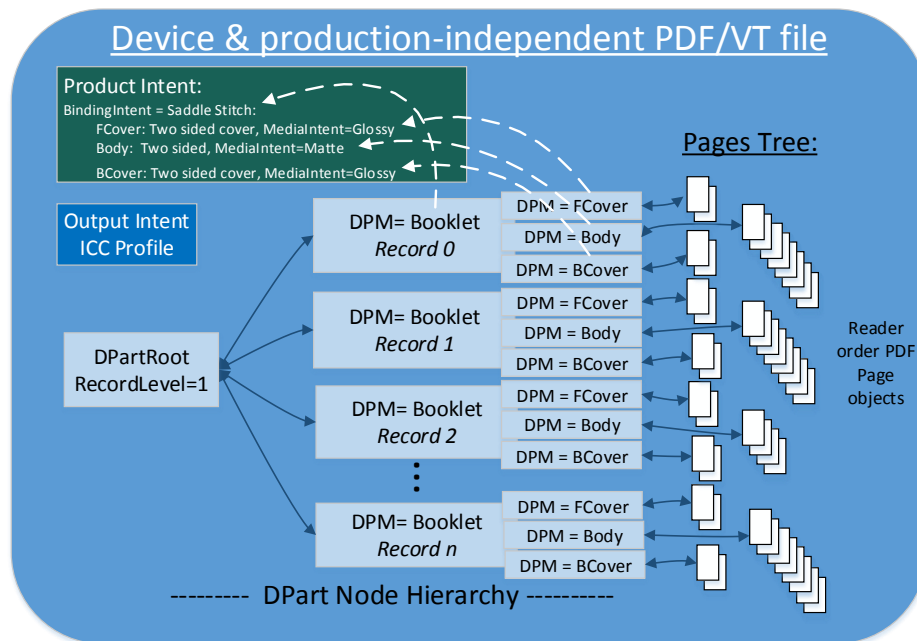 Device & production-independent PDF/VT file
Product Intent:
BindingIntent = Saddle Stitch:
FCover: Two sided cover, MediaIntent=Glossy
Body: Two sided, MediaIntent=Matte
BCover: Two sided cover, MediaIntent=Glossy
Output Intent
ICC Profile
Pages Tree:
DPartRoot
RecordLevel=1
DPM= Booklet
Record 0
DPM = FCover
DPM = Body
DPM = BCover
DPM= Booklet
Record 1
DPM = FCover
DPM = Body
DPM = BCover
DPM= Booklet
Record 2
DPM = FCover
DPM = Body
DPM = BCover
DPM= Booklet
Record n
DPM = FCover
DPM = Body
DPM = BCover
Reader
order PDF
Page
objects
--------- DPart Node Hierarchy ----------